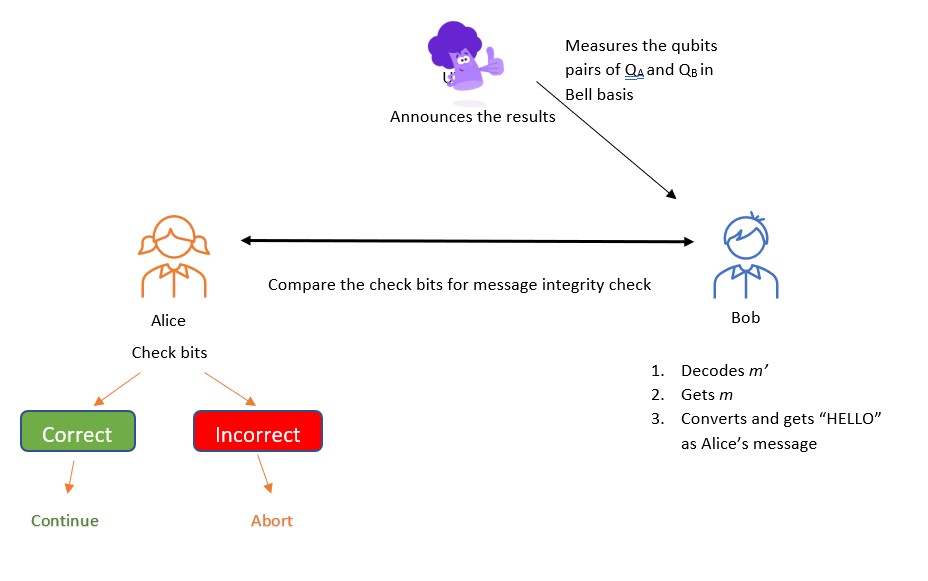 Measures the qubits
pairs of QA and QB in
Bell basis
Announces the results
Compare the check bits for message integrity check
Alice
Bob
Check bits
Correct
Incorrect
Continue
Abort
1. Decodes m’
2. Gets m
3. Converts and gets “HELLO”
as Alice’s message